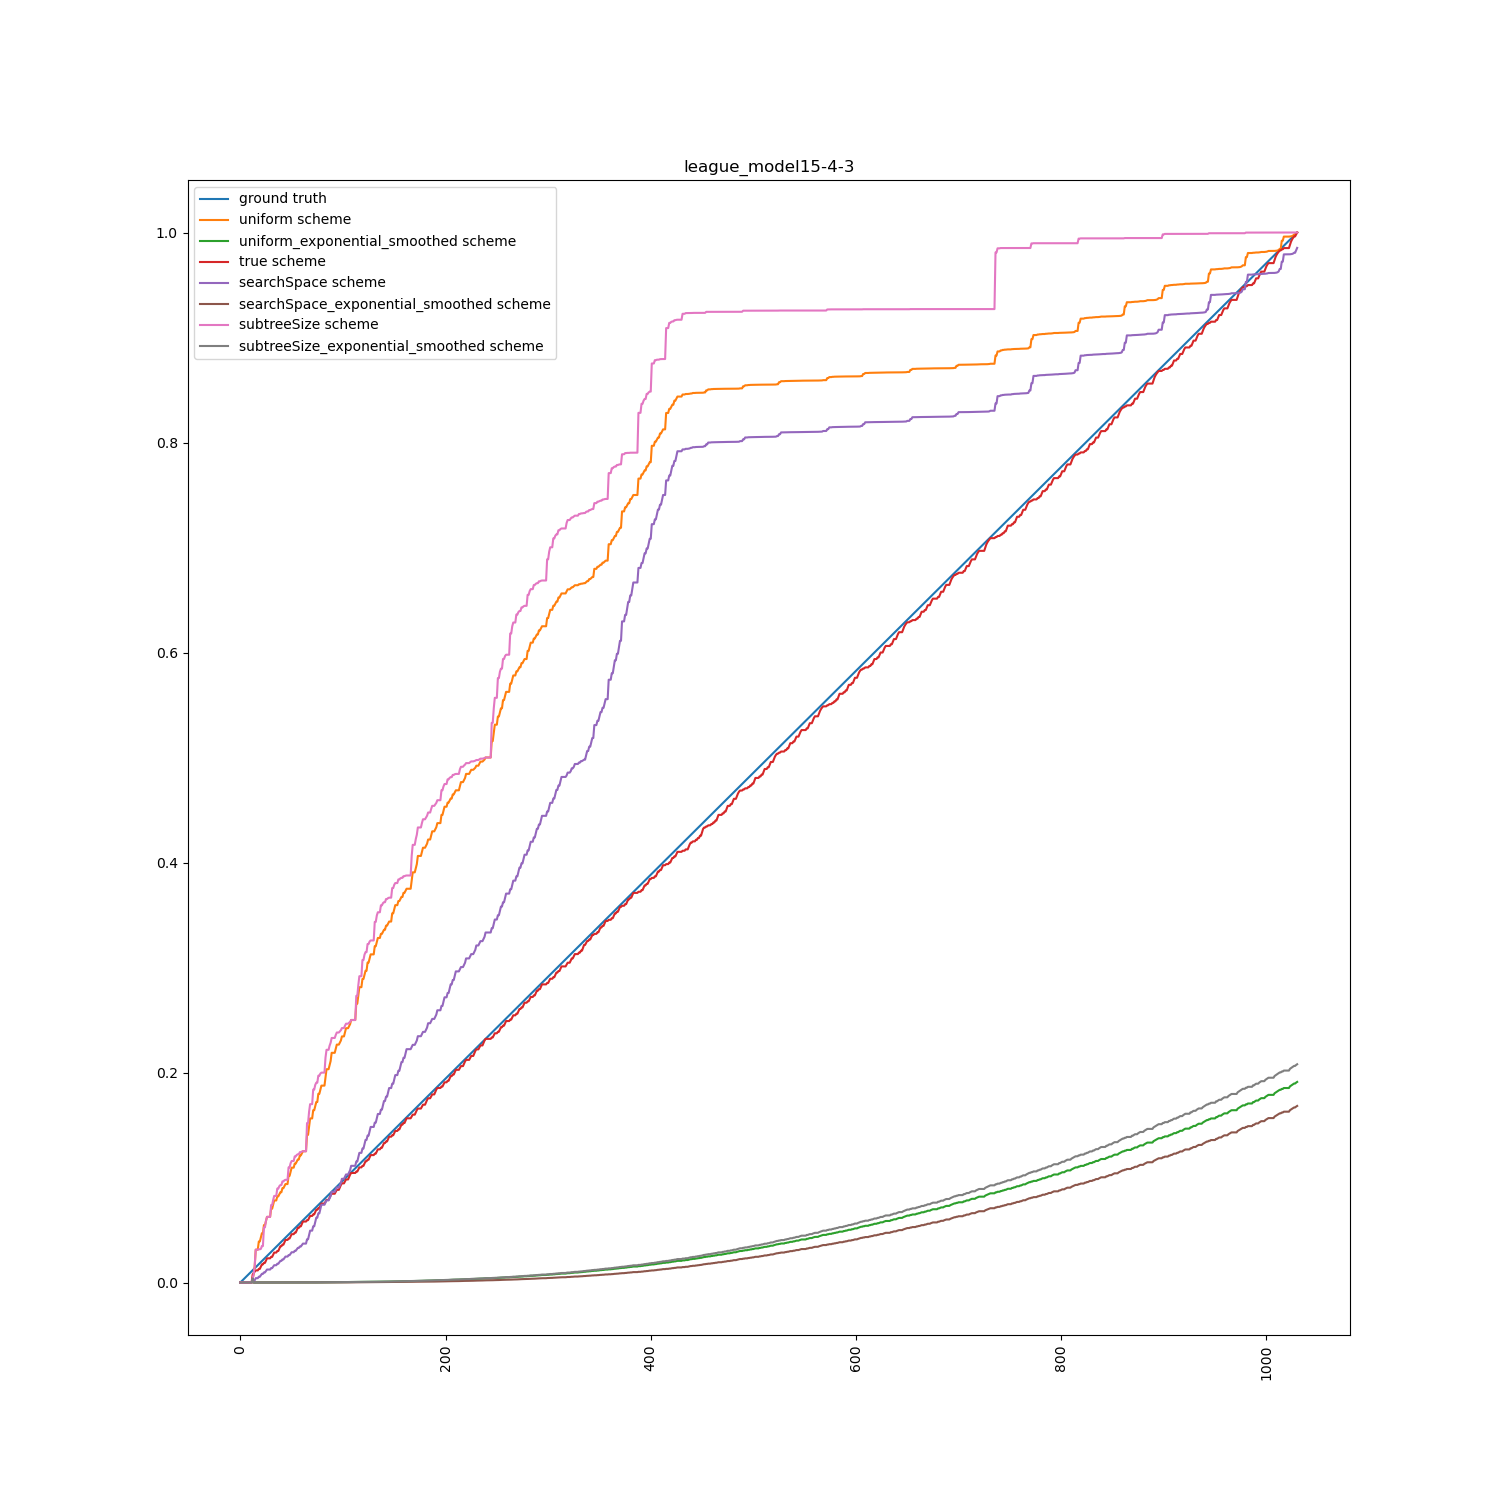 league_model15-4-3
ground truth
uniform scheme
uniform_exponential_smoothed scheme
true scheme
searchSpace scheme
searchSpace_exponential_smoothed scheme
subtreeSize scheme
subtreeSize_exponential_smoothed scheme
1.0
0.8
0.6
0.4
0.2
0.0
0 200 400 600 800 1000